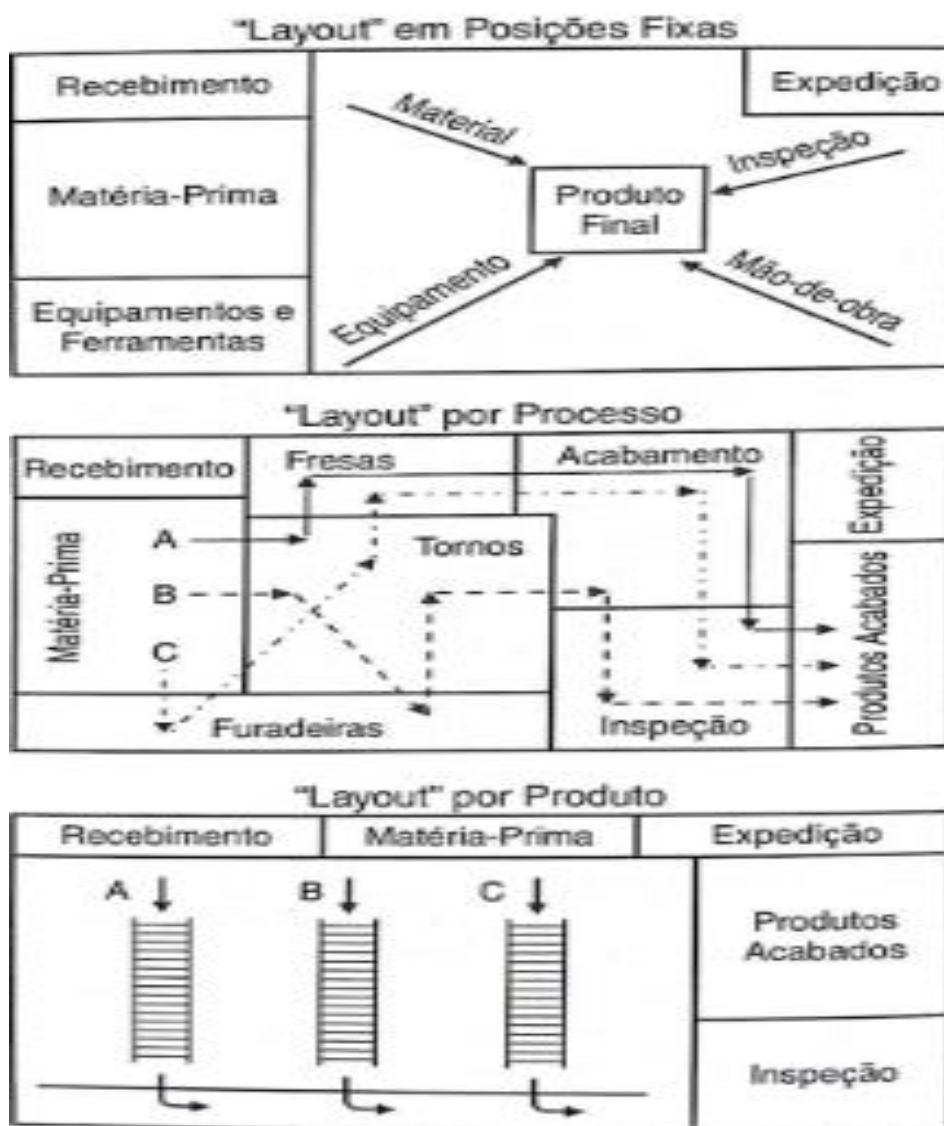 "Layout" em Posições Fixas
Recebimento
Expedição
Material
Inspeção
Matéria-Prima
Produto
Final
Equipamento
Mão-de-obra
Equipamentos e
Ferramentas
"Layout" por Processo
Recebimento
Fresas
Acabamento
Expedição
Matéria-Prima
A
Tornos
B
C
Produtos Acabados
Furadeiras
Inspeção
"Layout" por Produto
Recebimento
Matéria-Prima
Expedição
A
B
C
Produtos
Acabados
Inspeção